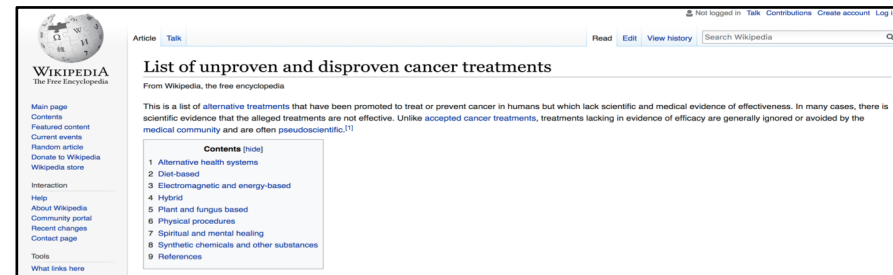 Not logged in Talk Contributions Create account Log i
Article Talk
Read Edit View history Search Wikipedia
WIKIPEDIA
The Free Encyclopedia
Main page
Contents
Featured content
Current events
Random article
Donate to Wikipedia
Wikipedia store
Interaction
Help
About Wikipedia
Community portal
Recent changes
Contact page
Tools
What links here
List of unproven and disproven cancer treatments
From Wikipedia, the free encyclopedia
This is a list of alternative treatments that have been promoted to treat or prevent cancer in humans but which lack scientific and medical evidence of effectiveness. In many cases, there is
scientific evidence that the alleged treatments are not effective. Unlike accepted cancer treatments, treatments lacking in evidence of efficacy are generally ignored or avoided by the
medical community and are often pseudoscientific.[1]
Contents [hide]
1 Alternative health systems
2 Diet-based
3 Electromagnetic and energy-based
4 Hybrid
5 Plant and fungus based
6 Physical procedures
7 Spiritual and mental healing
8 Synthetic chemicals and other substances
9 References